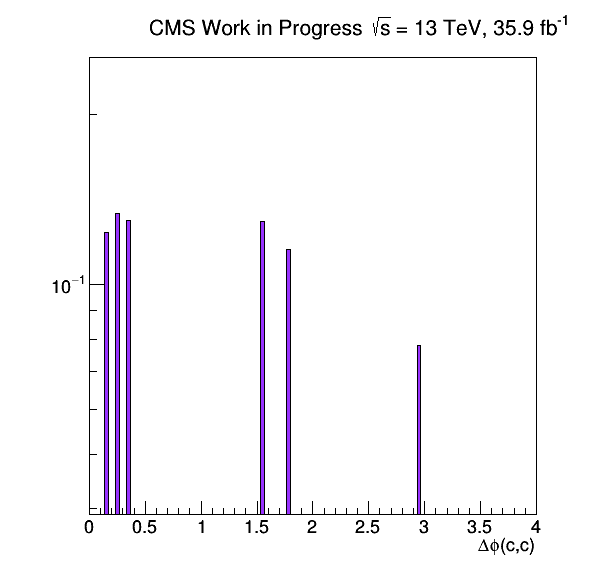 CMS Work in Progress √s = 13 TeV, 35.9 fb⁻¹
10⁻¹
0 0.5 1 1.5 2 2.5 3 3.5 4
Δϕ(c,c)